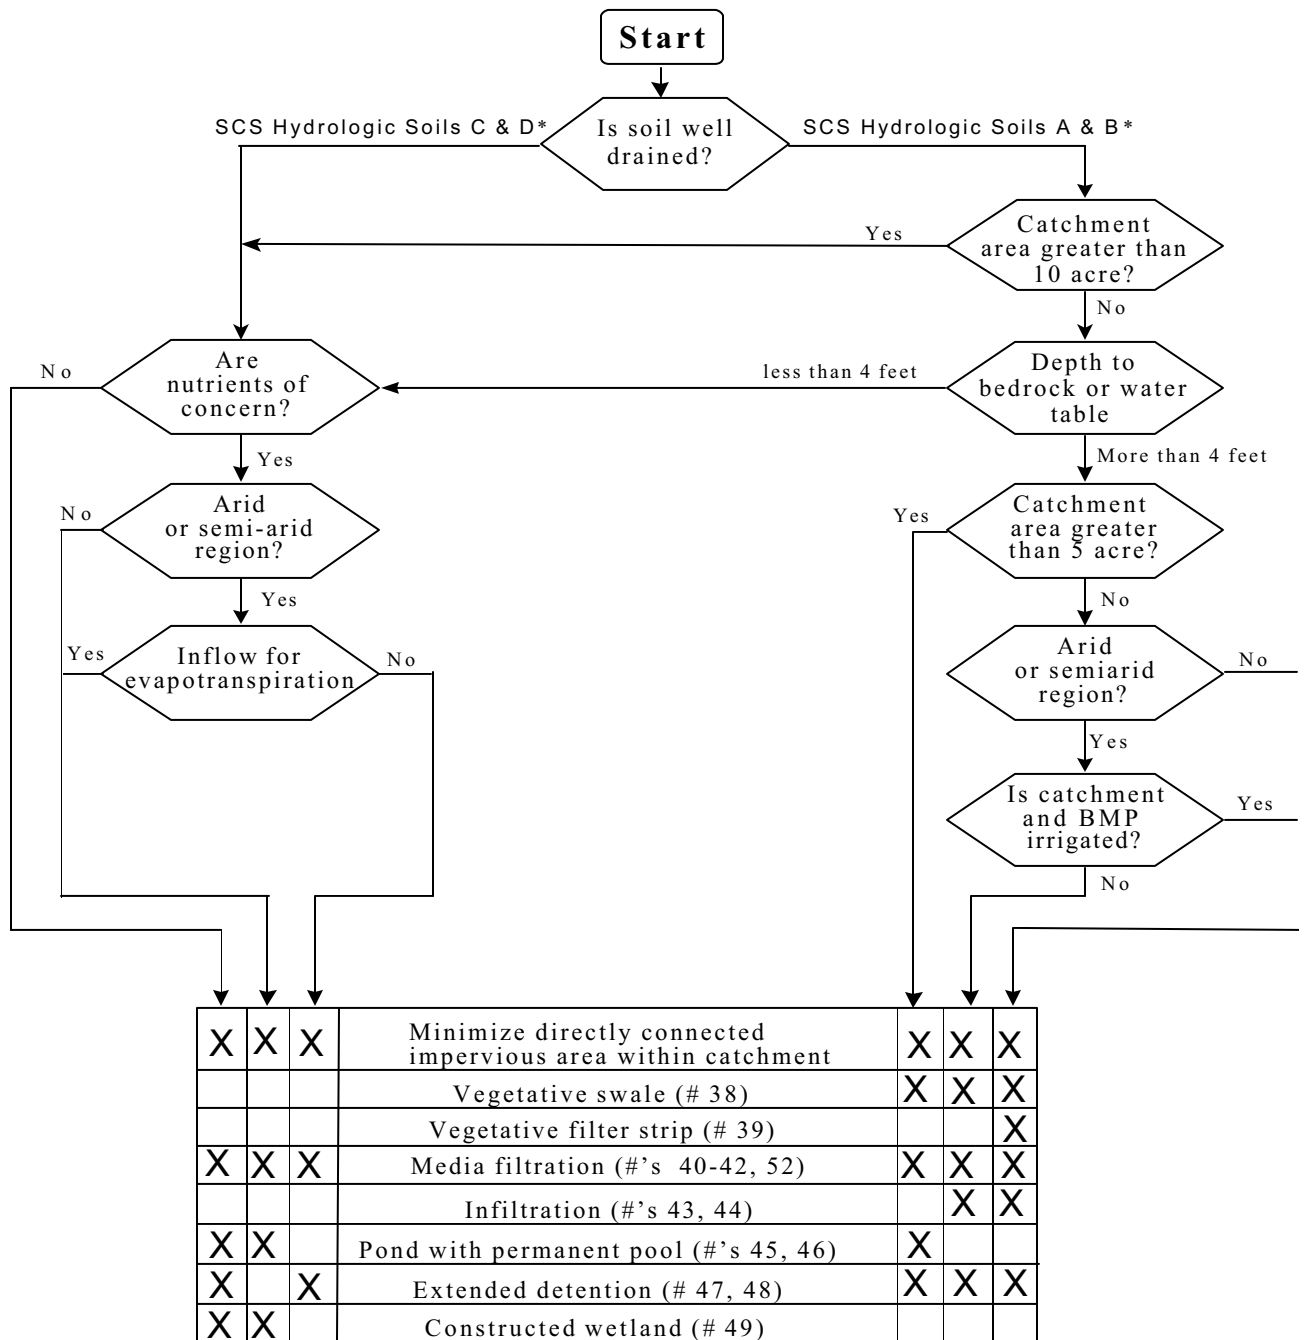 Start
SCS Hydrologic Soils C & D*
Is soil well
drained?
SCS Hydrologic Soils A & B*
Yes
Catchment
area greater than
10 acre?
No
No
Are
nutrients of
concern?
less than 4 feet
Depth to
bedrock or water
table
Yes
More than 4 feet
No
Arid
or semi-arid
region?
Yes
Catchment
area greater
than 5 acre?
Yes
No
Yes
Inflow for
evapotranspiration
No
Arid
or semiarid
region?
No
Yes
Is catchment
and BMP
irrigated?
Yes
No
X X X Minimize directly connected
impervious area within catchment X X X
Vegetative swale (# 38) X X X
Vegetative filter strip (# 39) X
X X X Media filtration (#’s 40-42, 52) X X X
Infiltration (#’s 43, 44) X X
X X Pond with permanent pool (#’s 45, 46) X
X X Extended detention (# 47, 48) X X X
X X Constructed wetland (# 49)